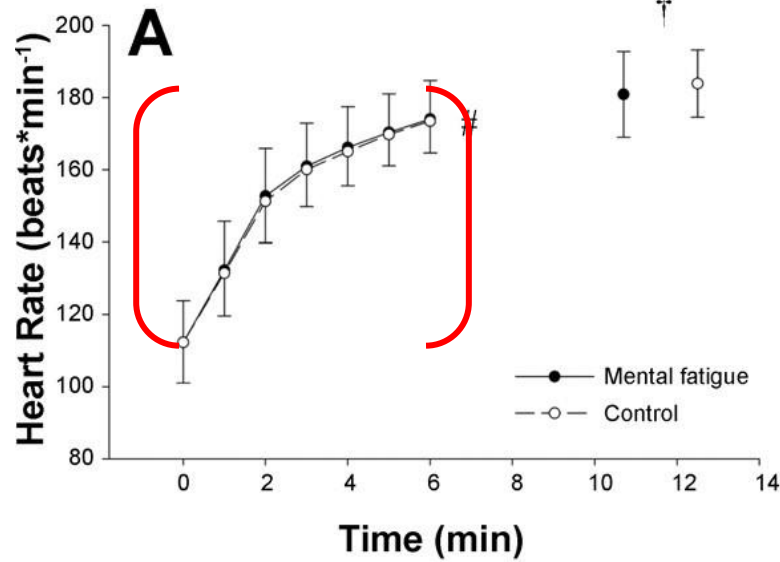 A
†
200
180
160
140
120
100
80
#
Heart Rate (beats*min-1)
Mental fatigue
Control
0 2 4 6 8 10 12 14
Time (min)